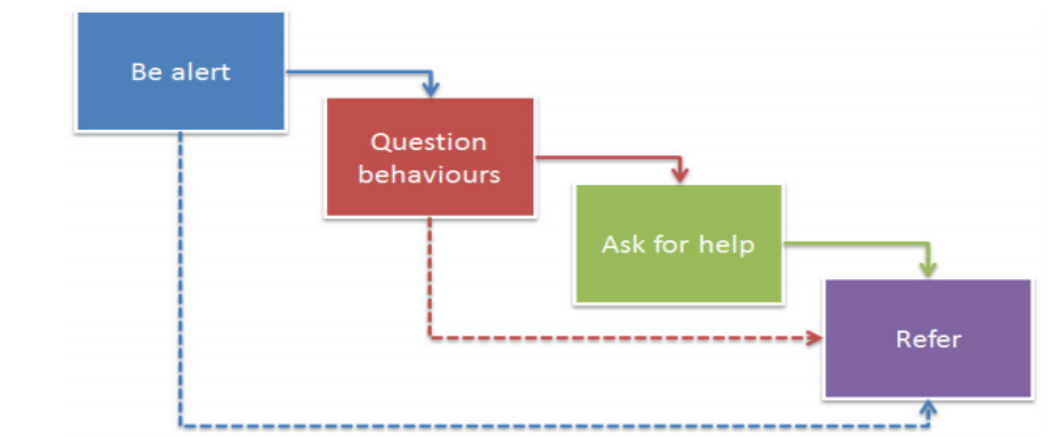 Be alert
Question
behaviours
Ask for help
Refer